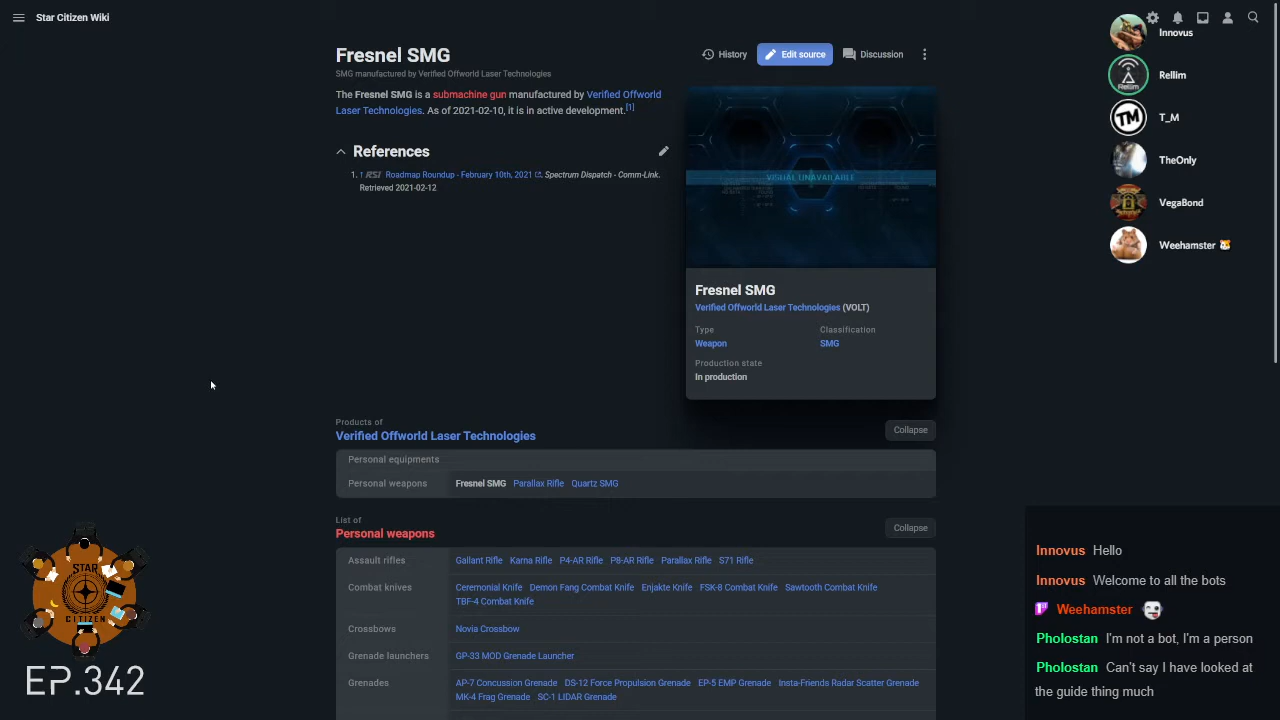 Star Citizen Wiki
Fresnel SMG
History
Edit source
Discussion
SMG manufactured by Verified Offworld Laser Technologies
The Fresnel SMG is a submachine gun manufactured by Verified Offworld
Laser Technologies. As of 2021-02-10, it is in active development.[1]
References
1. ↑ RSI Roadmap Roundup - February 10th, 2021. Spectrum Dispatch - Comm-Link.
Retrieved 2021-02-12
VISUAL UNAVAILABLE
Fresnel SMG
Verified Offworld Laser Technologies (VOLT)
Type
Classification
Weapon
SMG
Production state
In production
Products of
Verified Offworld Laser Technologies
Collapse
Personal equipments
Personal weapons Fresnel SMG Parallax Rifle Quartz SMG
List of
Personal weapons
Collapse
Assault rifles Gallant Rifle Karna Rifle P4-AR Rifle P8-AR Rifle Parallax Rifle S71 Rifle
Combat knives Ceremonial Knife Demon Fang Combat Knife Enjakte Knife FSK-8 Combat Knife Sawtooth Combat Knife
TBF-4 Combat Knife
Crossbows Novia Crossbow
Grenade launchers GP-33 MOD Grenade Launcher
Grenades AP-7 Concussion Grenade DS-12 Force Propulsion Grenade EP-5 EMP Grenade Insta-Friends Radar Scatter Grenade
MK-4 Frag Grenade SC-1 LIDAR Grenade
Innovus
Rellim
Rellim
TM
T_M
TheOnly
VegaBond
Weehamster
STAR
CITIZEN
EP.342
Innovus Hello
Innovus Welcome to all the bots
Weehamster
Pholostan I'm not a bot, I'm a person
Pholostan Can't say I have looked at
the guide thing much